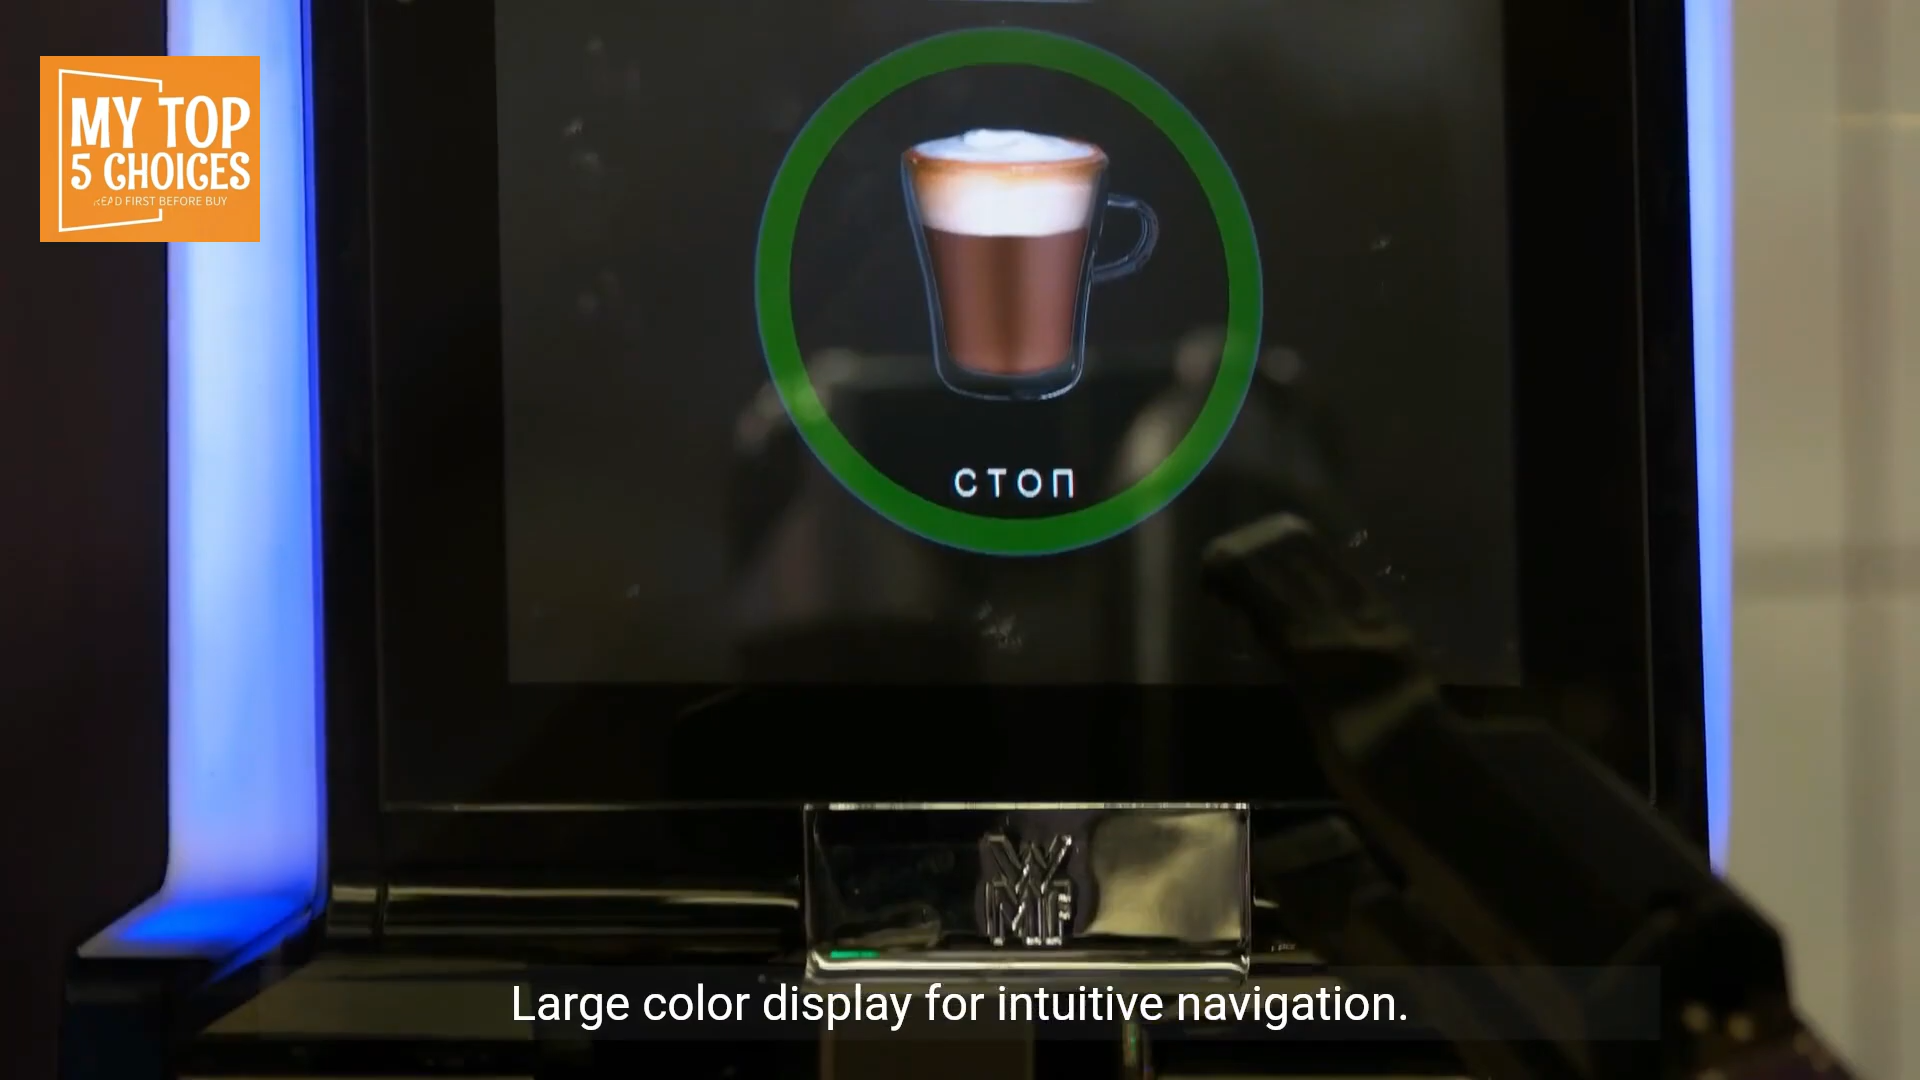 MY TOP
5 CHOICES
READ FIRST BEFORE BUY
СТОП
WMF
Large color display for intuitive navigation.